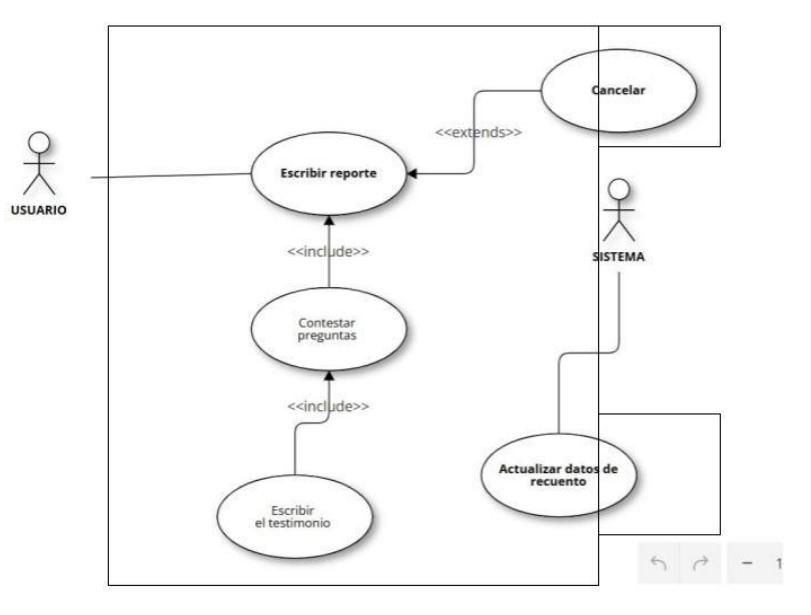 Cancelar
<<extends>>
Escribir reporte
USUARIO
<<include>>
SISTEMA
Contestar
preguntas
<<include>>
Actualizar datos de
recuento
Escribir
el testimonio
1